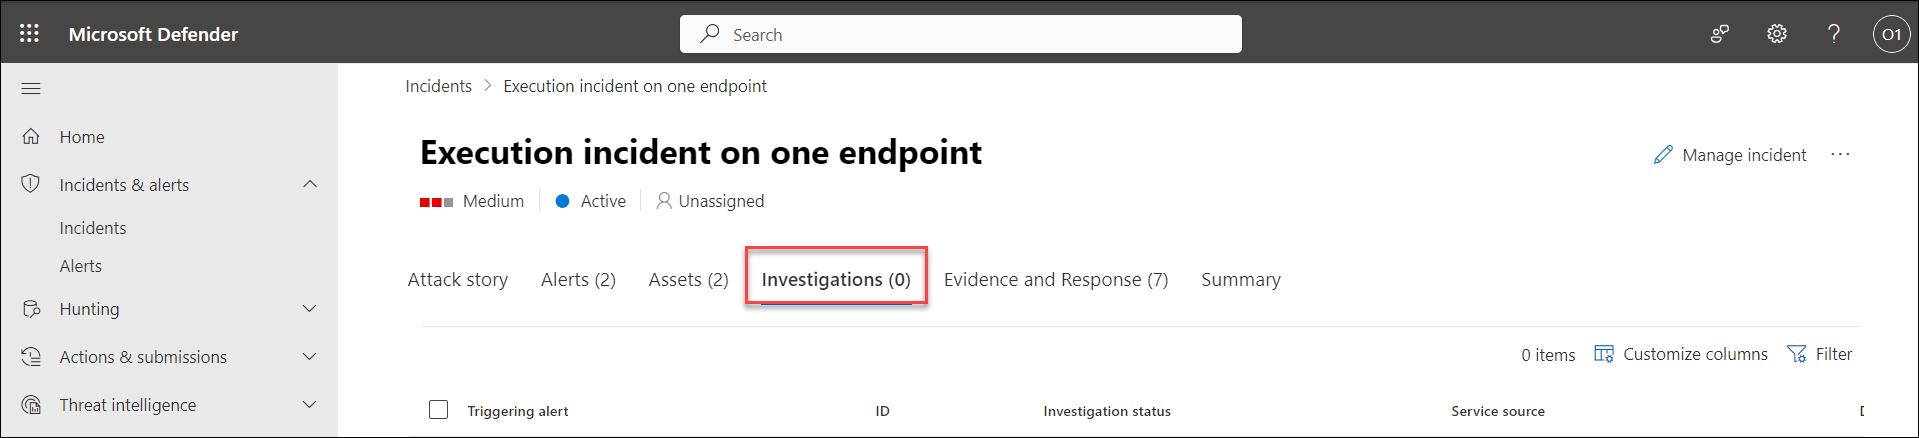 Microsoft Defender
Search
O1
Incidents > Execution incident on one endpoint
Home
Incidents & alerts
Incidents
Alerts
Hunting
Actions & submissions
Threat intelligence
Execution incident on one endpoint
Manage incident ...
Medium Active Unassigned
Attack story Alerts (2) Assets (2) Investigations (0) Evidence and Response (7) Summary
0 items Customize columns Filter
Triggering alert ID Investigation status Service source